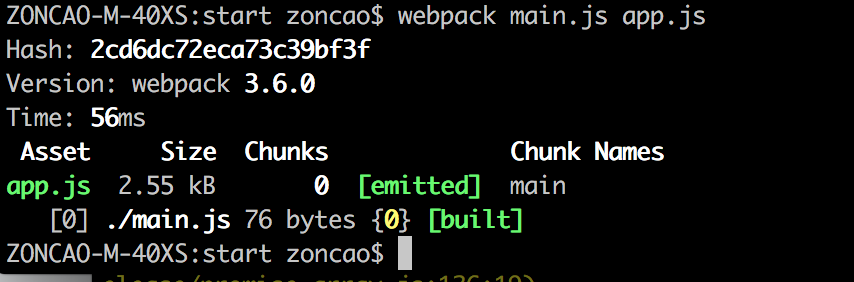 ZONCAO-M-40XS:start zoncao$ webpack main.js app.js
Hash: 2cd6dc72eca73c39bf3f
Version: webpack 3.6.0
Time: 56ms
Asset Size Chunks Chunk Names
app.js 2.55 kB 0 [emitted] main
[0] ./main.js 76 bytes {0} [built]
ZONCAO-M-40XS:start zoncao$